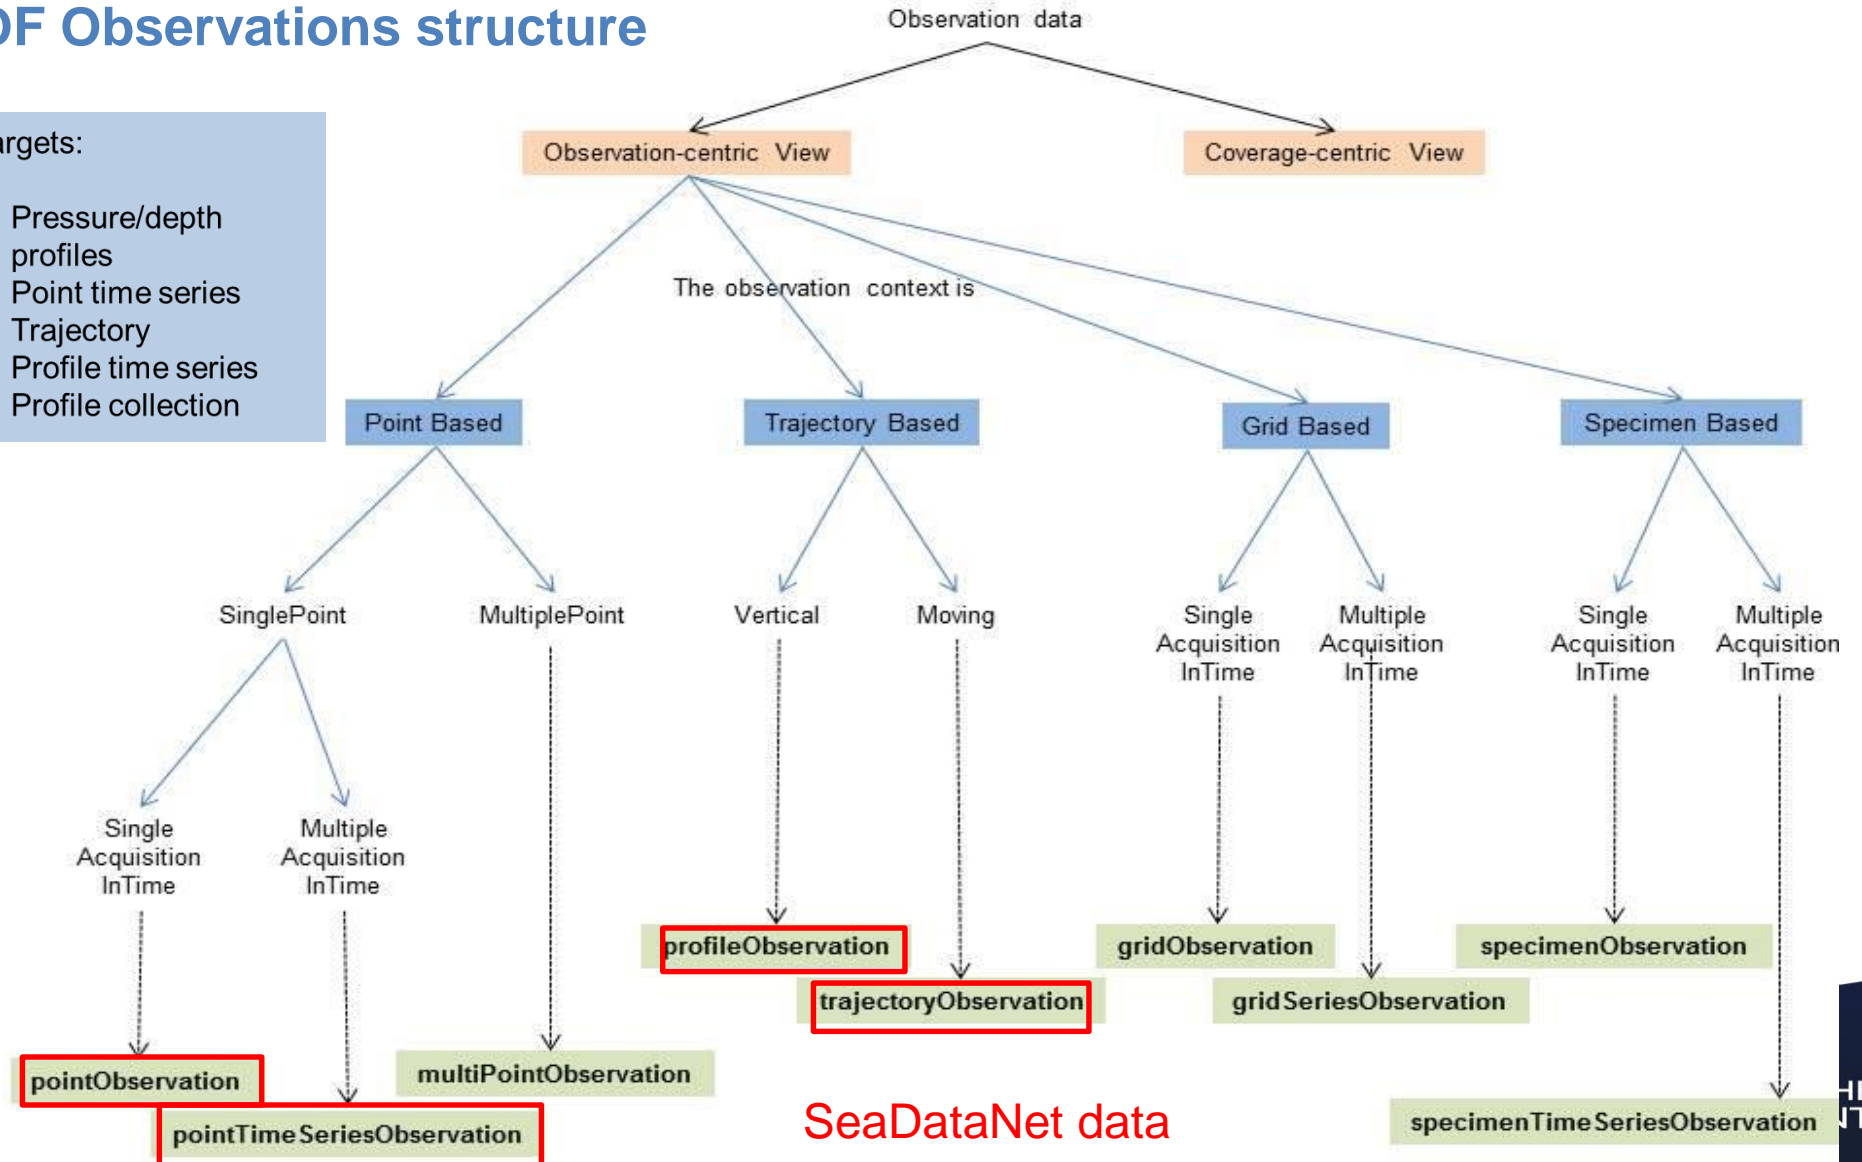 DF Observations structure
Observation data
argets:
Pressure/depth
profiles
Point time series
Trajectory
Profile time series
Profile collection
Observation-centric View
Coverage-centric View
The observation context is
Point Based
Trajectory Based
Grid Based
Specimen Based
SinglePoint
MultiplePoint
Vertical
Moving
Single
Acquisition
InTime
Multiple
Acquisition
InTime
Single
Acquisition
InTime
Multiple
Acquisition
InTime
Single
Acquisition
InTime
Multiple
Acquisition
InTime
profileObservation
gridObservation
specimenObservation
trajectoryObservation
gridSeriesObservation
pointObservation
multiPointObservation
pointTimeSeriesObservation
SeaDataNet data
specimenTimeSeriesObservation